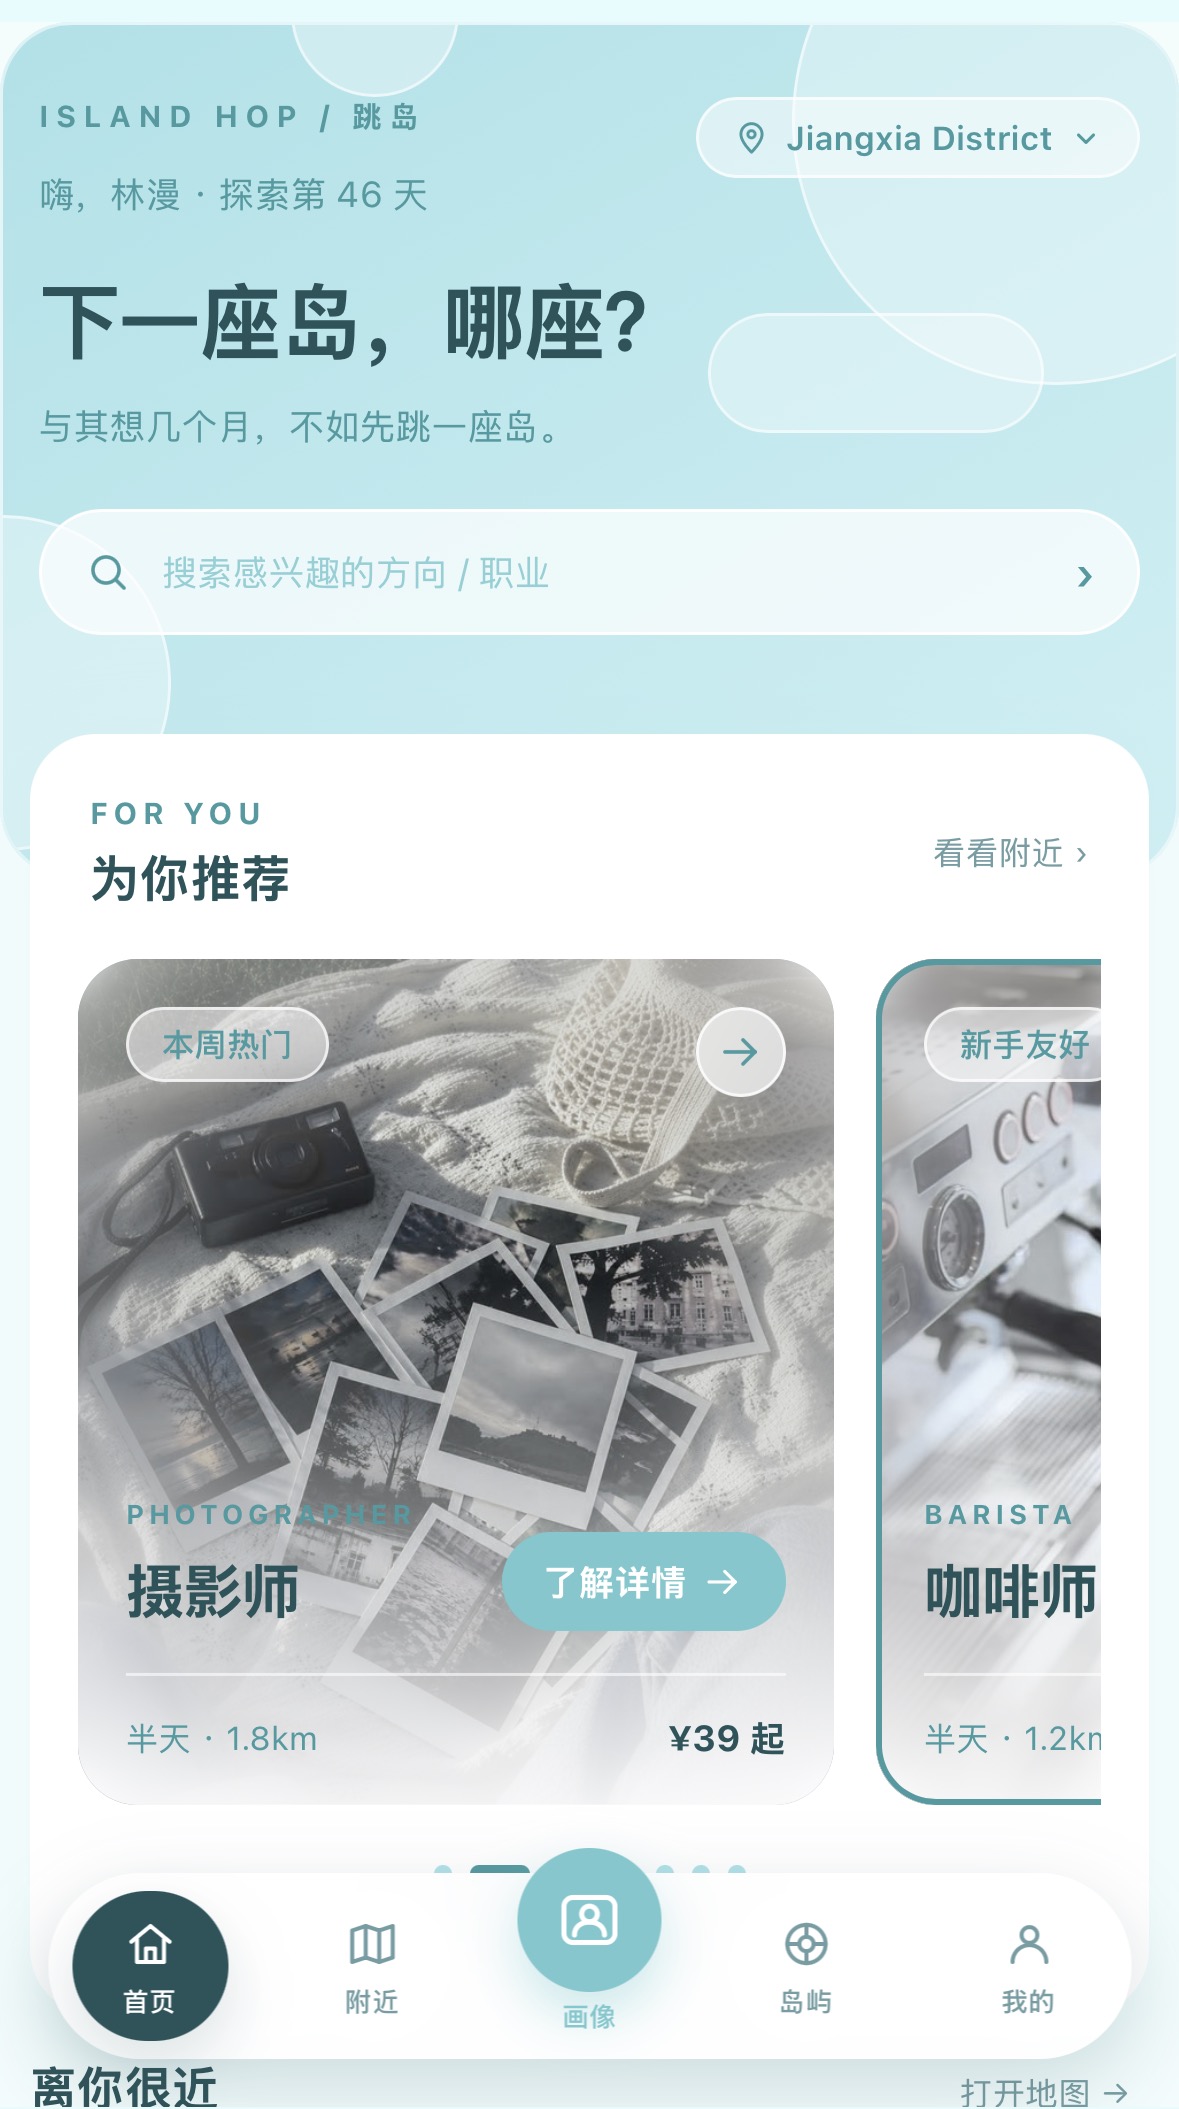 ISLAND HOP / 跳岛
Jiangxia District
嗨，林漫 · 探索第 46 天
下一座岛，哪座?
与其想几个月，不如先跳一座岛。
搜索感兴趣的方向 / 职业 ›
FOR YOU
为你推荐
看看附近 ›
本周热门
PHOTOGRAPHER
摄影师
了解详情 →
半天 · 1.8km
¥39 起
新手友好
BARISTA
咖啡师
半天 · 1.2km
首页
附近
画像
岛屿
我的
离你很近
打开地图 →